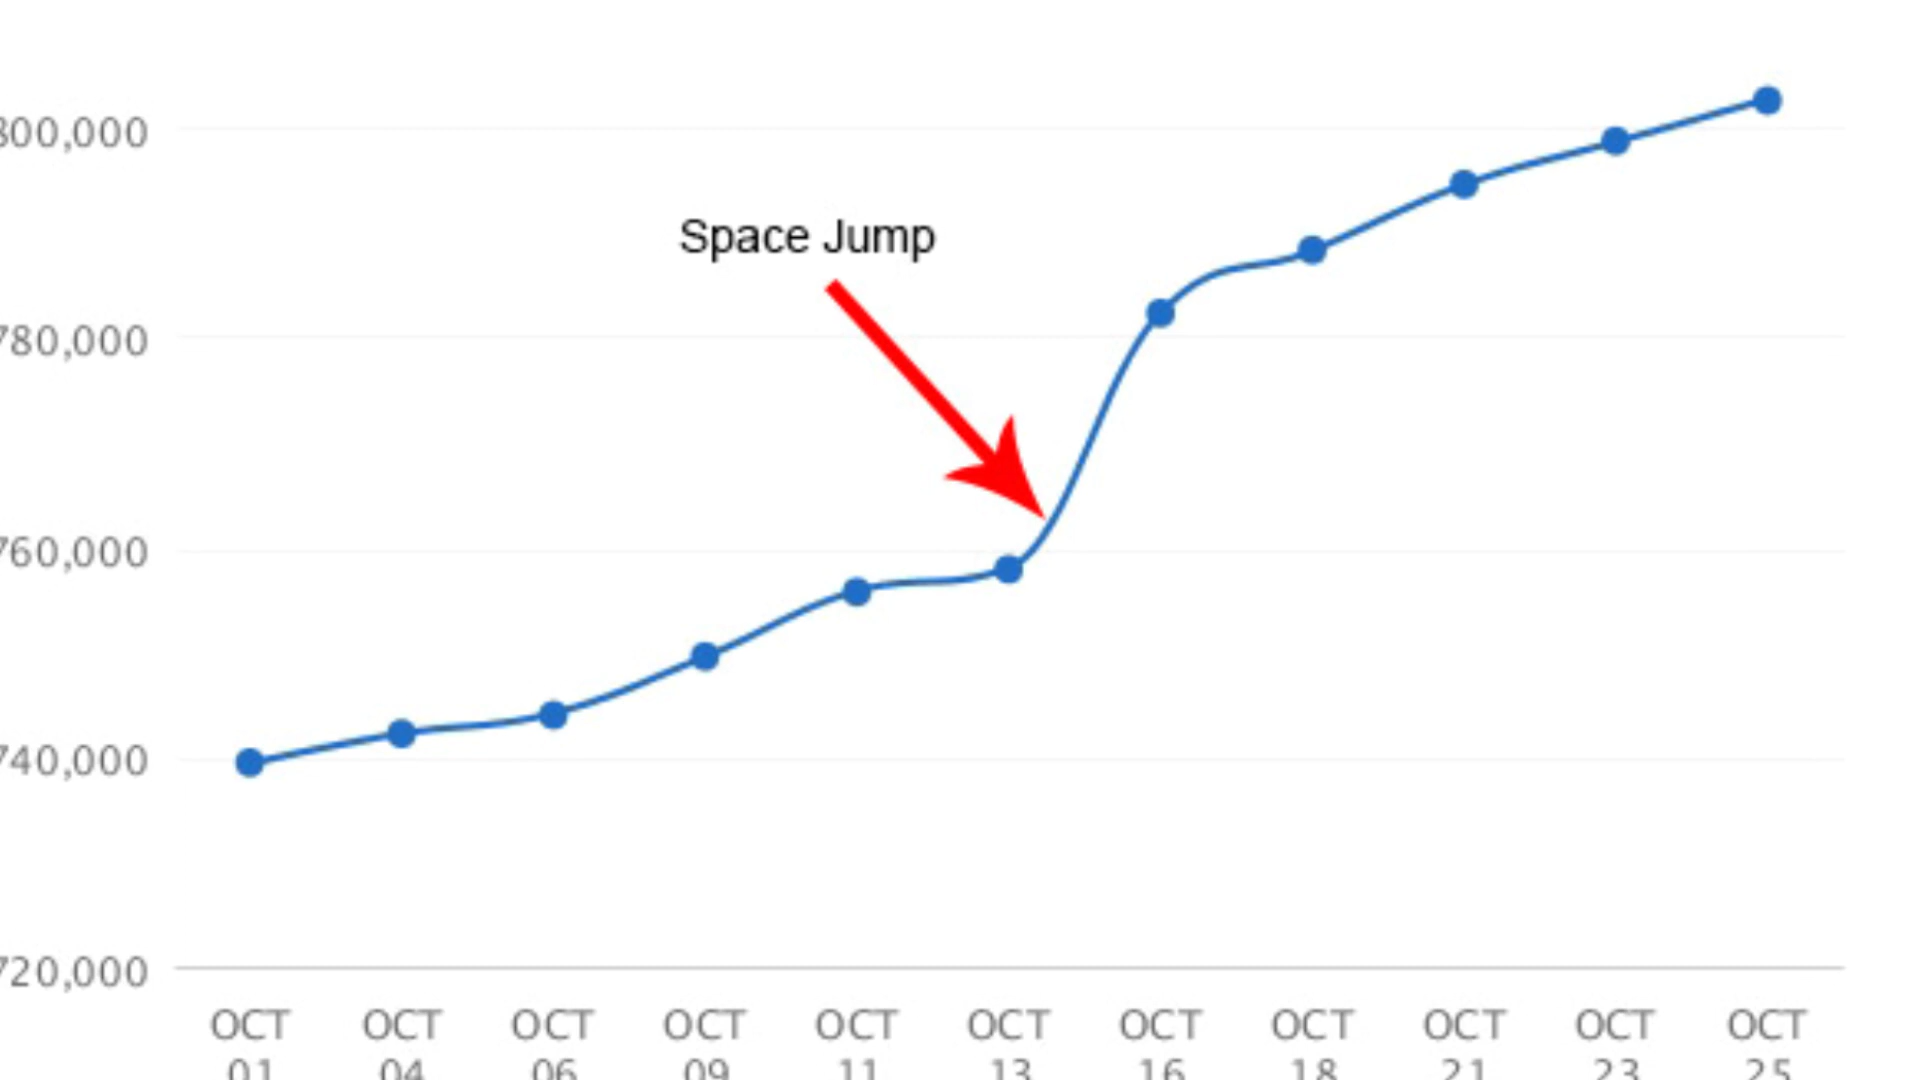 800,000
Space Jump
780,000
760,000
740,000
720,000
OCT OCT OCT OCT OCT OCT OCT OCT OCT OCT OCT
01 04 06 09 11 13 16 18 21 23 25